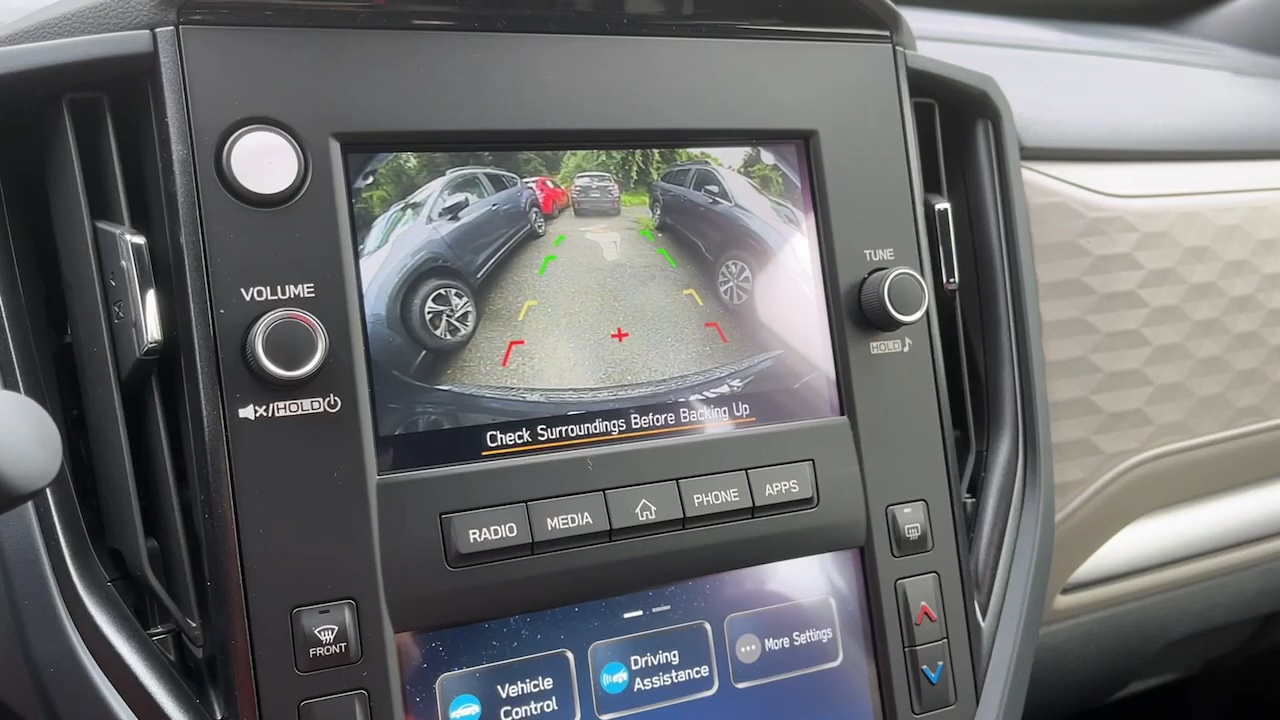 VOLUME
HOLD
TUNE
HOLD
Check Surroundings Before Backing Up
RADIO
MEDIA
PHONE
APPS
FRONT
Vehicle
Control
Driving
Assistance
More Settings